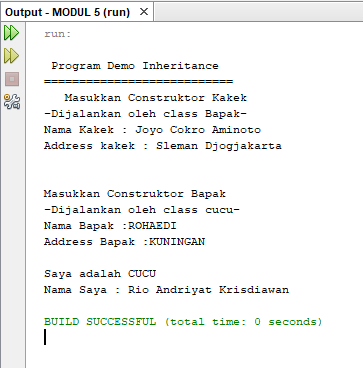 Output - MODUL 5 (run) ×
run:
Program Demo Inheritance
===========================
Masukkan Construktor Kakek
-Dijalankan oleh class Bapak-
Nama Kakek : Joyo Cokro Aminoto
Address kakek : Sleman Djogjakarta
Masukkan Constructor Bapak
-Dijalankan oleh class cucu-
Nama Bapak :ROHAEDI
Address Bapak :KUNINGAN
Saya adalah CUCU
Nama Saya : Rio Andriyat Krisdiawan
BUILD SUCCESSFUL (total time: 0 seconds)